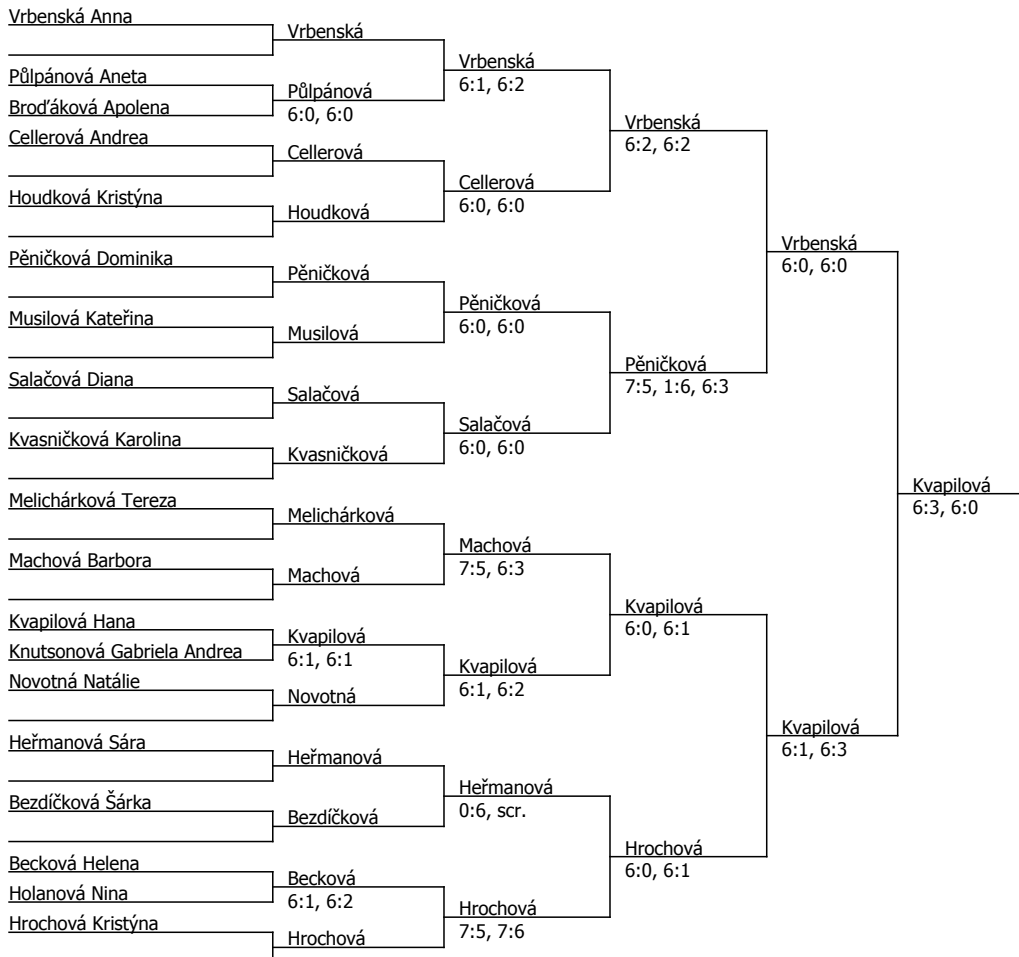 Vrbenská Anna
Půlpánová Aneta
Broďáková Apolena
Cellerová Andrea
Houdková Kristýna
Pěničková Dominika
Musilová Kateřina
Salačová Diana
Kvasničková Karolina
Melichárková Tereza
Machová Barbora
Kvapilová Hana
Knutsonová Gabriela Andrea
Novotná Natálie
Heřmanová Sára
Bezdíčková Šárka
Becková Helena
Holanová Nina
Hrochová Kristýna
Vrbenská
Půlpánová
6:0, 6:0
Cellerová
Houdková
Pěničková
Musilová
Salačová
Kvasničková
Melichárková
Machová
Kvapilová
6:1, 6:1
Novotná
Heřmanová
Bezdíčková
Becková
6:1, 6:2
Hrochová
Vrbenská
6:1, 6:2
Cellerová
6:0, 6:0
Pěničková
6:0, 6:0
Salačová
6:0, 6:0
Machová
7:5, 6:3
Kvapilová
6:1, 6:2
Heřmanová
0:6, scr.
Hrochová
7:5, 7:6
Vrbenská
6:2, 6:2
Pěničková
7:5, 1:6, 6:3
Kvapilová
6:0, 6:1
Hrochová
6:0, 6:1
Vrbenská
6:0, 6:0
Kvapilová
6:1, 6:3
Kvapilová
6:3, 6:0